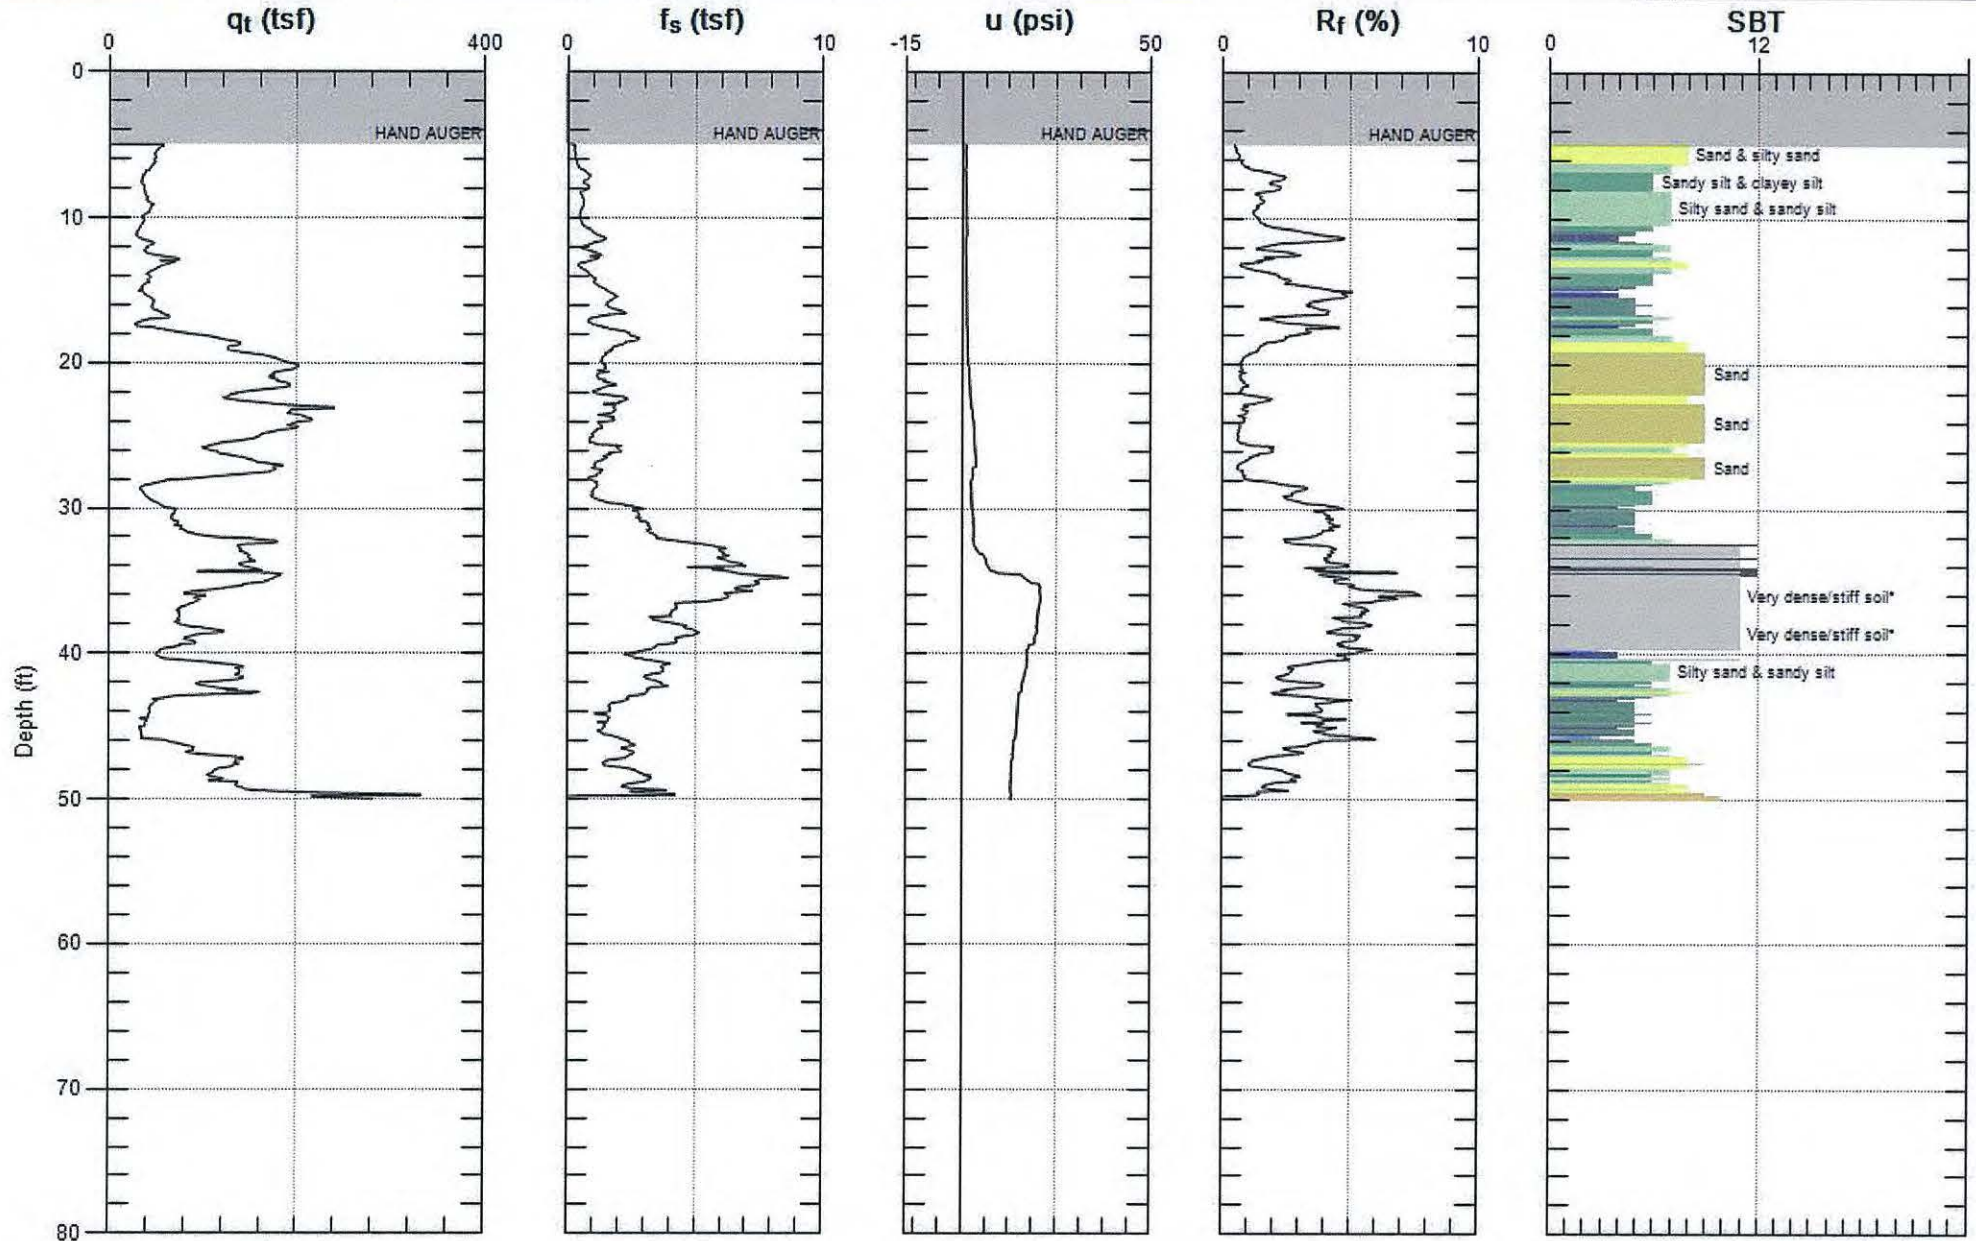 qt (tsf) fs (tsf) u (psi) Rf (%) SBT
0 400 0 10 -15 50 0 10 0 12
0
HAND AUGER HAND AUGER HAND AUGER HAND AUGER
Sand & silty sand
Sandy silt & clayey silt
Silty sand & sandy silt
10
20
Sand
Sand
Sand
30
Very dense/stiff soil*
Very dense/stiff soil*
40
Silty sand & sandy silt
Depth (ft)
50
60
70
80